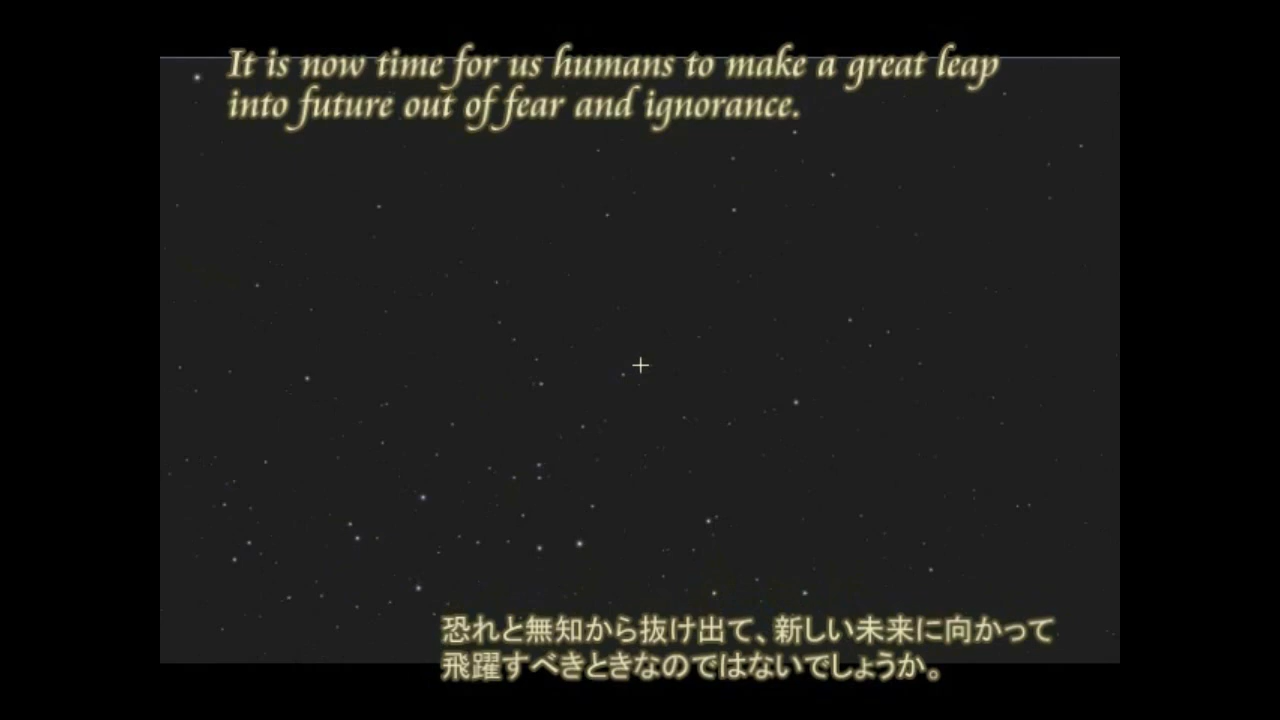 It is now time for us humans to make a great leap
into future out of fear and ignorance.
恐れと無知から抜け出て、新しい未来に向かって
飛躍すべきときなのではないでしょうか。